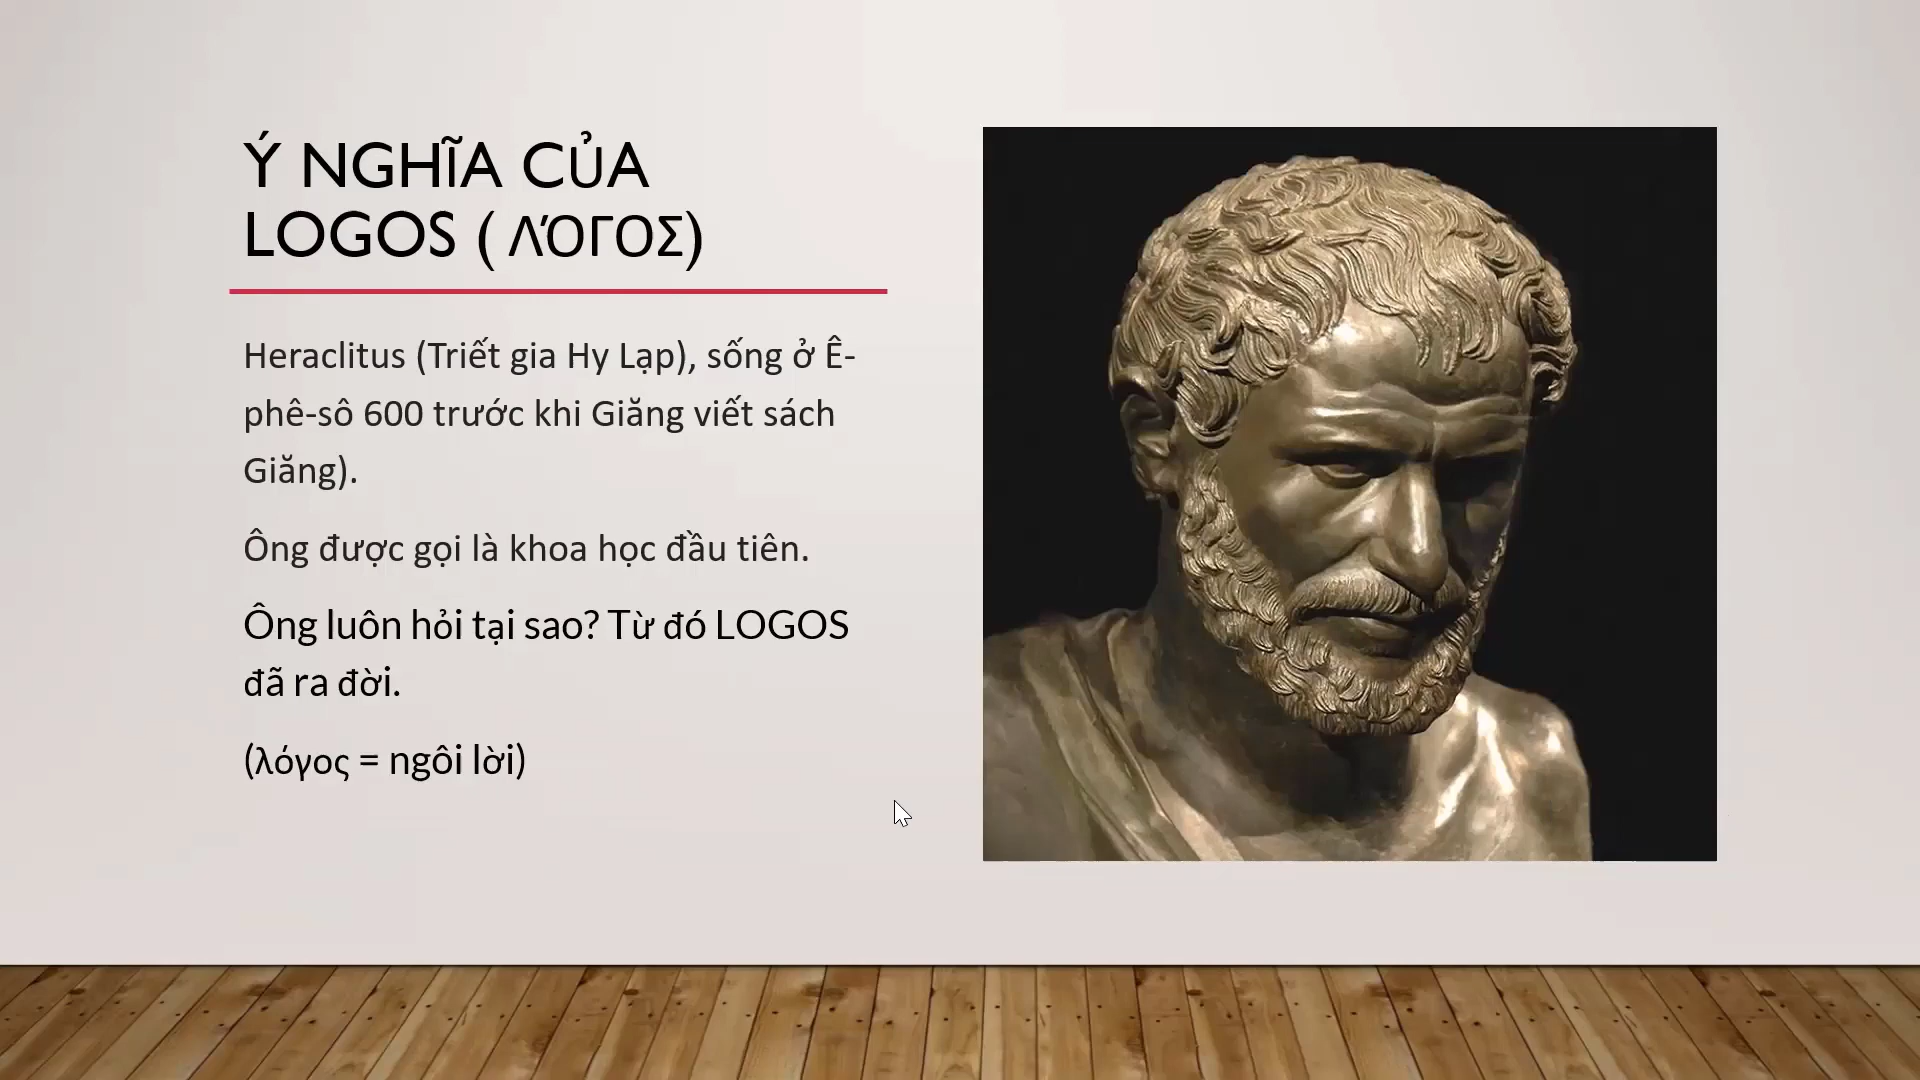 Ý NGHĨA CỦA
LOGOS ( ΛΌΓΟΣ)
Heraclitus (Triết gia Hy Lạp), sống ở Ê-
phê-sô 600 trước khi Giăng viết sách
Giăng).
Ông được gọi là khoa học đầu tiên.
Ông luôn hỏi tại sao? Từ đó LOGOS
đã ra đời.
(λόγος = ngôi lời)